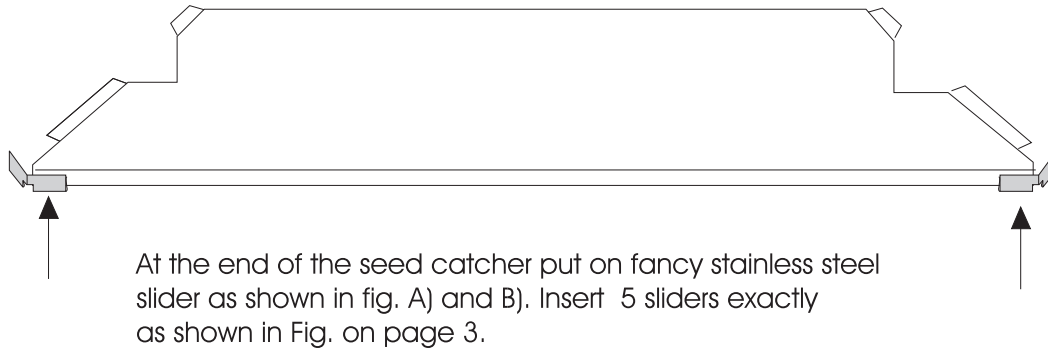 At the end of the seed catcher put on fancy stainless steel
slider as shown in fig. A) and B). Insert  5 sliders exactly
as shown in Fig. on page 3.